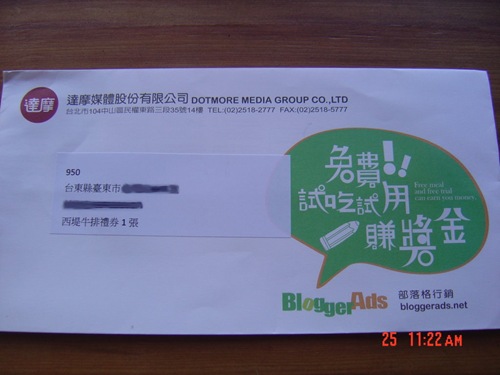 達摩
達摩媒體股份有限公司 DOTMORE MEDIA GROUP CO.,LTD
台北市104中山區民權東路三段35號14樓 TEL:(02)2518-2777 FAX:(02)2518-5777
950
台東縣臺東市
西堤牛排禮券1張
免費!!
試吃試用
賺獎金
Free meal
and free trial
can earn you money.
BloggerAds
部落格行銷
bloggerads.net
25 11:22 AM